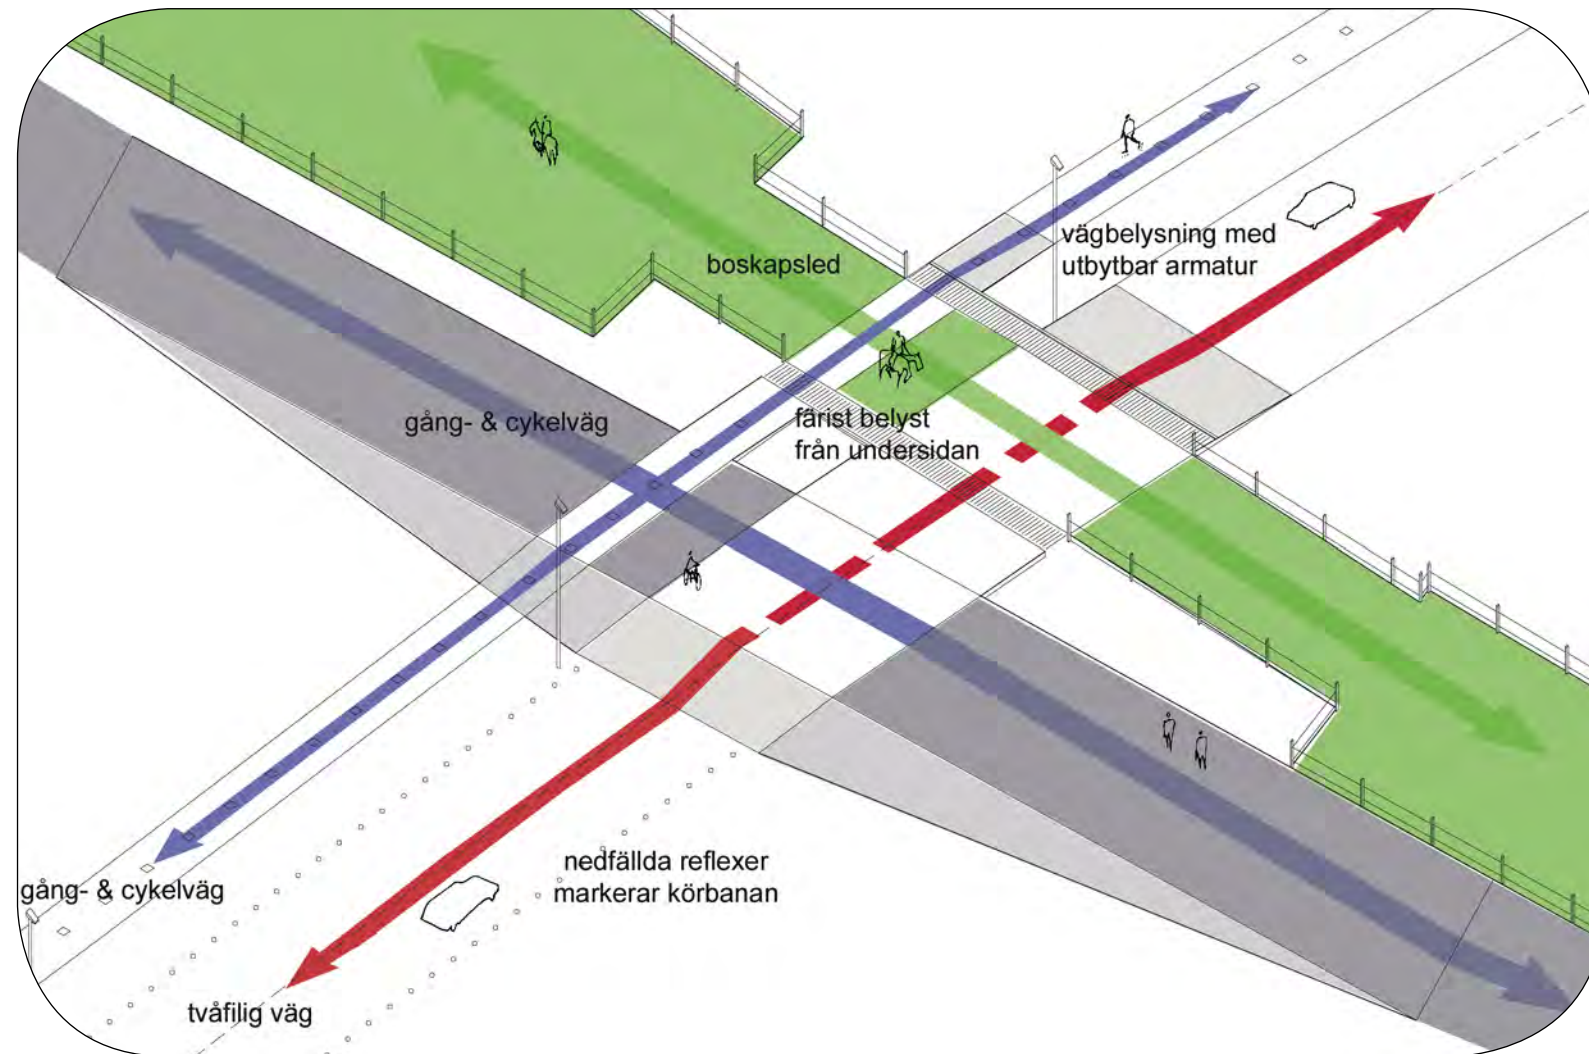 vägbelysning med
utbytbar armatur
boskapsled
gång- & cykelväg
färist belyst
från undersidan
nedfällda reflexer
markerar körbanan
gång- & cykelväg
tvåfilig väg